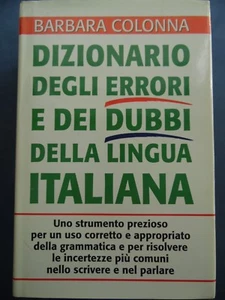 BARBARA COLONNA
DIZIONARIO
DEGLI ERRORI
E DEI DUBBI
DELLA LINGUA
ITALIANA
Uno strumento prezioso
per un uso corretto e appropriato
della grammatica e per risolvere
le incertezze più comuni
nello scrivere e nel parlare